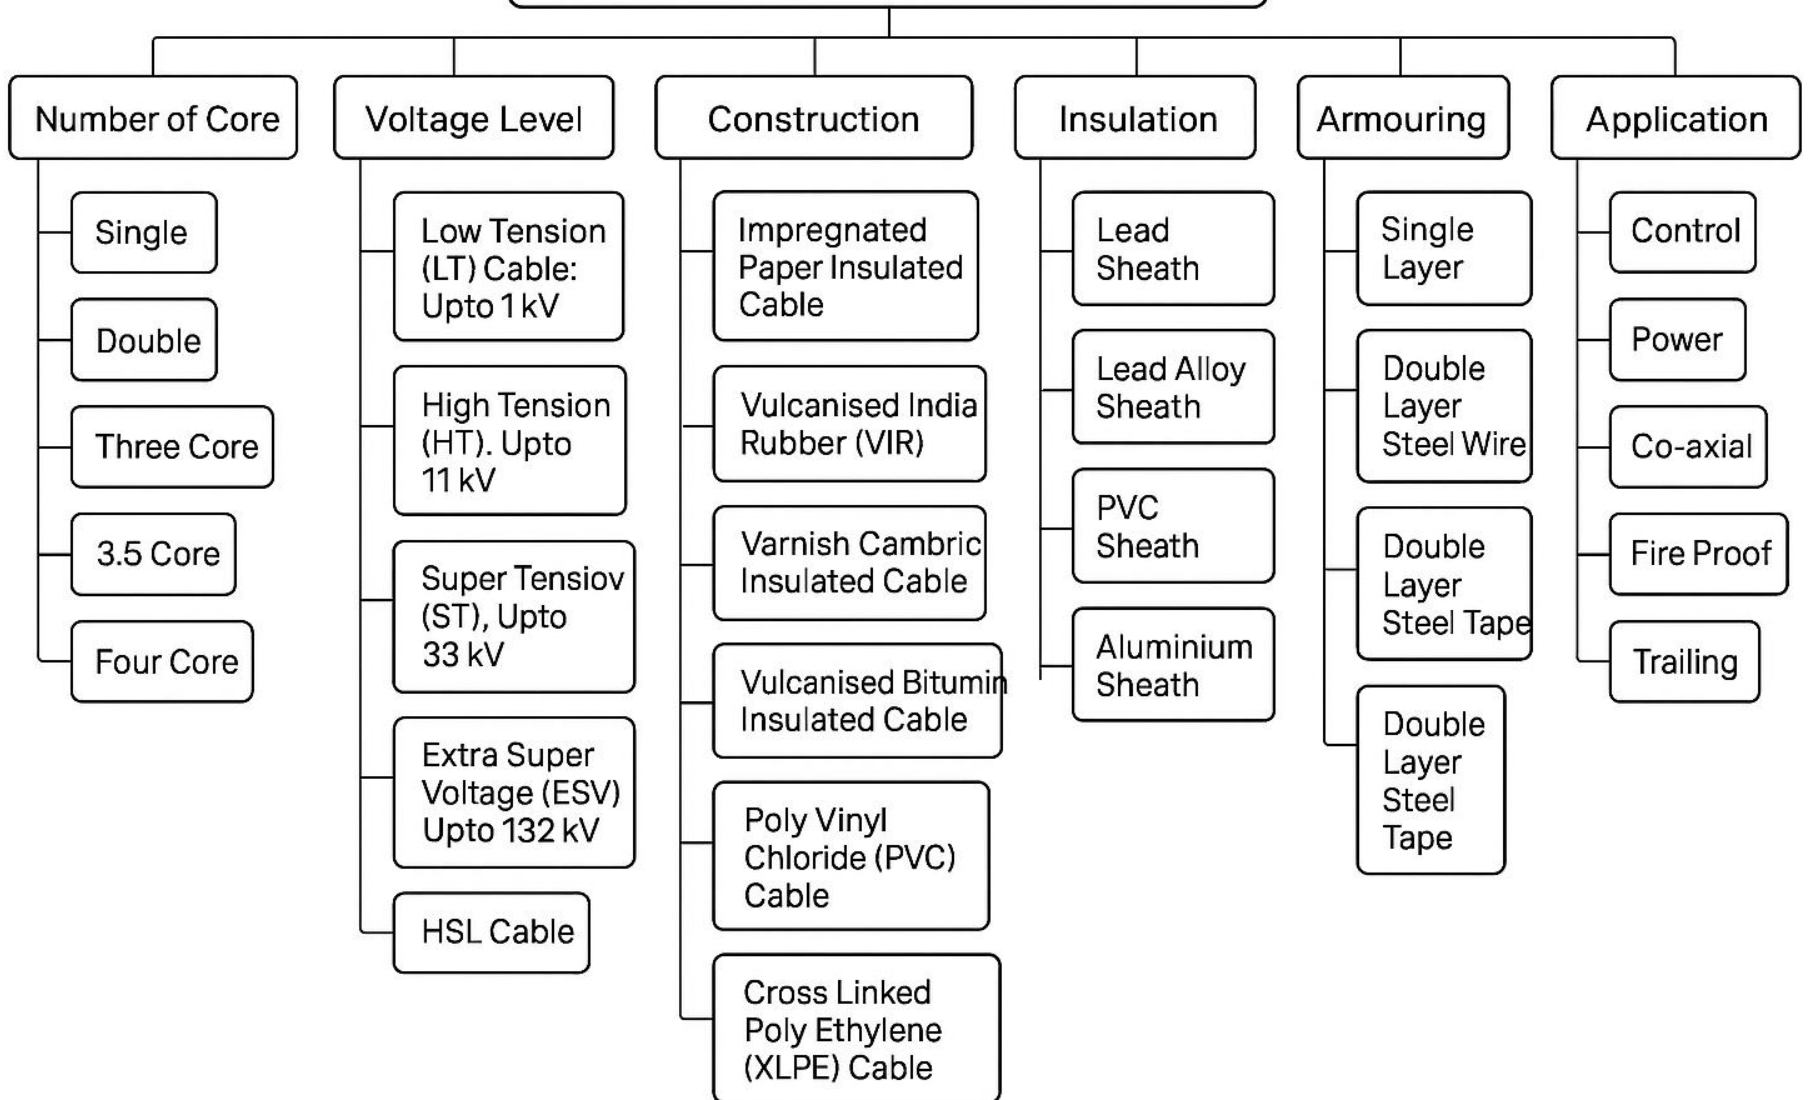 Number of Core
Single
Double
Three Core
3.5 Core
Four Core
Voltage Level
Low Tension
(LT) Cable:
Upto 1 kV
High Tension
(HT). Upto
11 kV
Super Tensiov
(ST), Upto
33 kV
Extra Super
Voltage (ESV)
Upto 132 kV
HSL Cable
Construction
Impregnated
Paper Insulated
Cable
Vulcanised India
Rubber (VIR)
Varnish Cambric
Insulated Cable
Vulcanised Bitumin
Insulated Cable
Poly Vinyl
Chloride (PVC)
Cable
Cross Linked
Poly Ethylene
(XLPE) Cable
Insulation
Lead
Sheath
Lead Alloy
Sheath
PVC
Sheath
Aluminium
Sheath
Armouring
Single
Layer
Double
Layer
Steel Wire
Double
Layer
Steel Tape
Double
Layer
Steel
Tape
Application
Control
Power
Co-axial
Fire Proof
Trailing